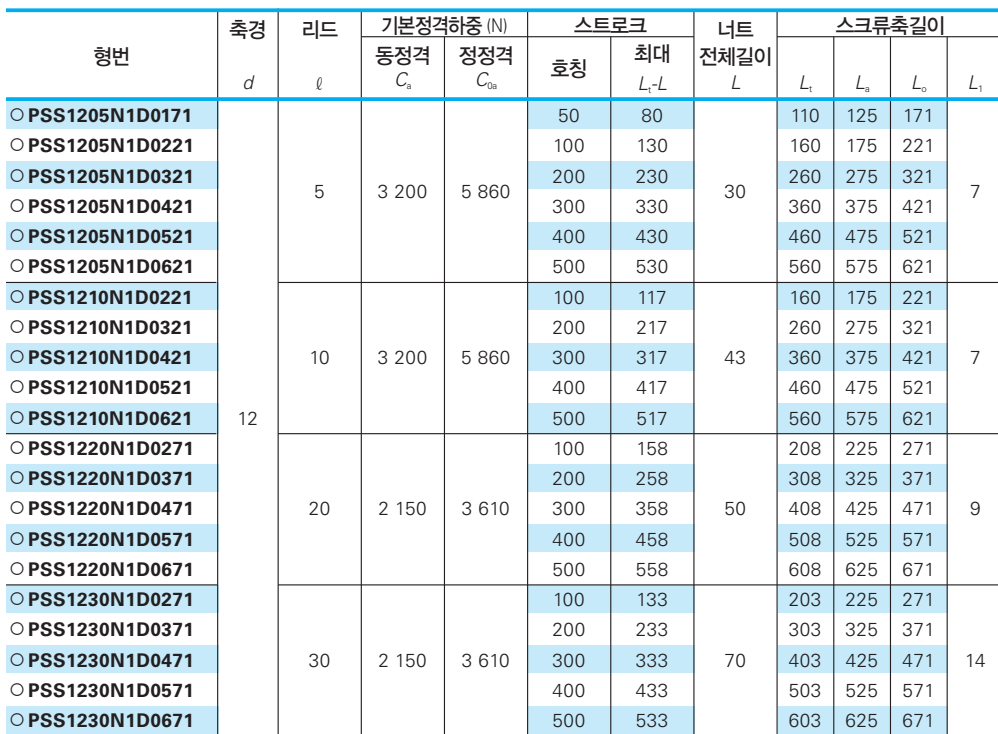 형번 축경 리드 기본정격하중 (N) 스트로크 너트 스크류축길이
동정격 정정격 호칭 최대 전체길이
d ℓ Ca C0a Lt-L L Lt La Lo L1
○ PSS1205N1D0171 50 80 110 125 171
○ PSS1205N1D0221 100 130 160 175 221
○ PSS1205N1D0321 200 230 260 275 321
5 3 200 5 860 30 7
○ PSS1205N1D0421 300 330 360 375 421
○ PSS1205N1D0521 400 430 460 475 521
○ PSS1205N1D0621 500 530 560 575 621
○ PSS1210N1D0221 100 117 160 175 221
○ PSS1210N1D0321 200 217 260 275 321
○ PSS1210N1D0421 10 3 200 5 860 300 317 43 360 375 421 7
○ PSS1210N1D0521 400 417 460 475 521
○ PSS1210N1D0621 12 500 517 560 575 621
○ PSS1220N1D0271 100 158 208 225 271
○ PSS1220N1D0371 200 258 308 325 371
○ PSS1220N1D0471 20 2 150 3 610 300 358 50 408 425 471 9
○ PSS1220N1D0571 400 458 508 525 571
○ PSS1220N1D0671 500 558 608 625 671
○ PSS1230N1D0271 100 133 203 225 271
○ PSS1230N1D0371 200 233 303 325 371
○ PSS1230N1D0471 30 2 150 3 610 300 333 70 403 425 471 14
○ PSS1230N1D0571 400 433 503 525 571
○ PSS1230N1D0671 500 533 603 625 671